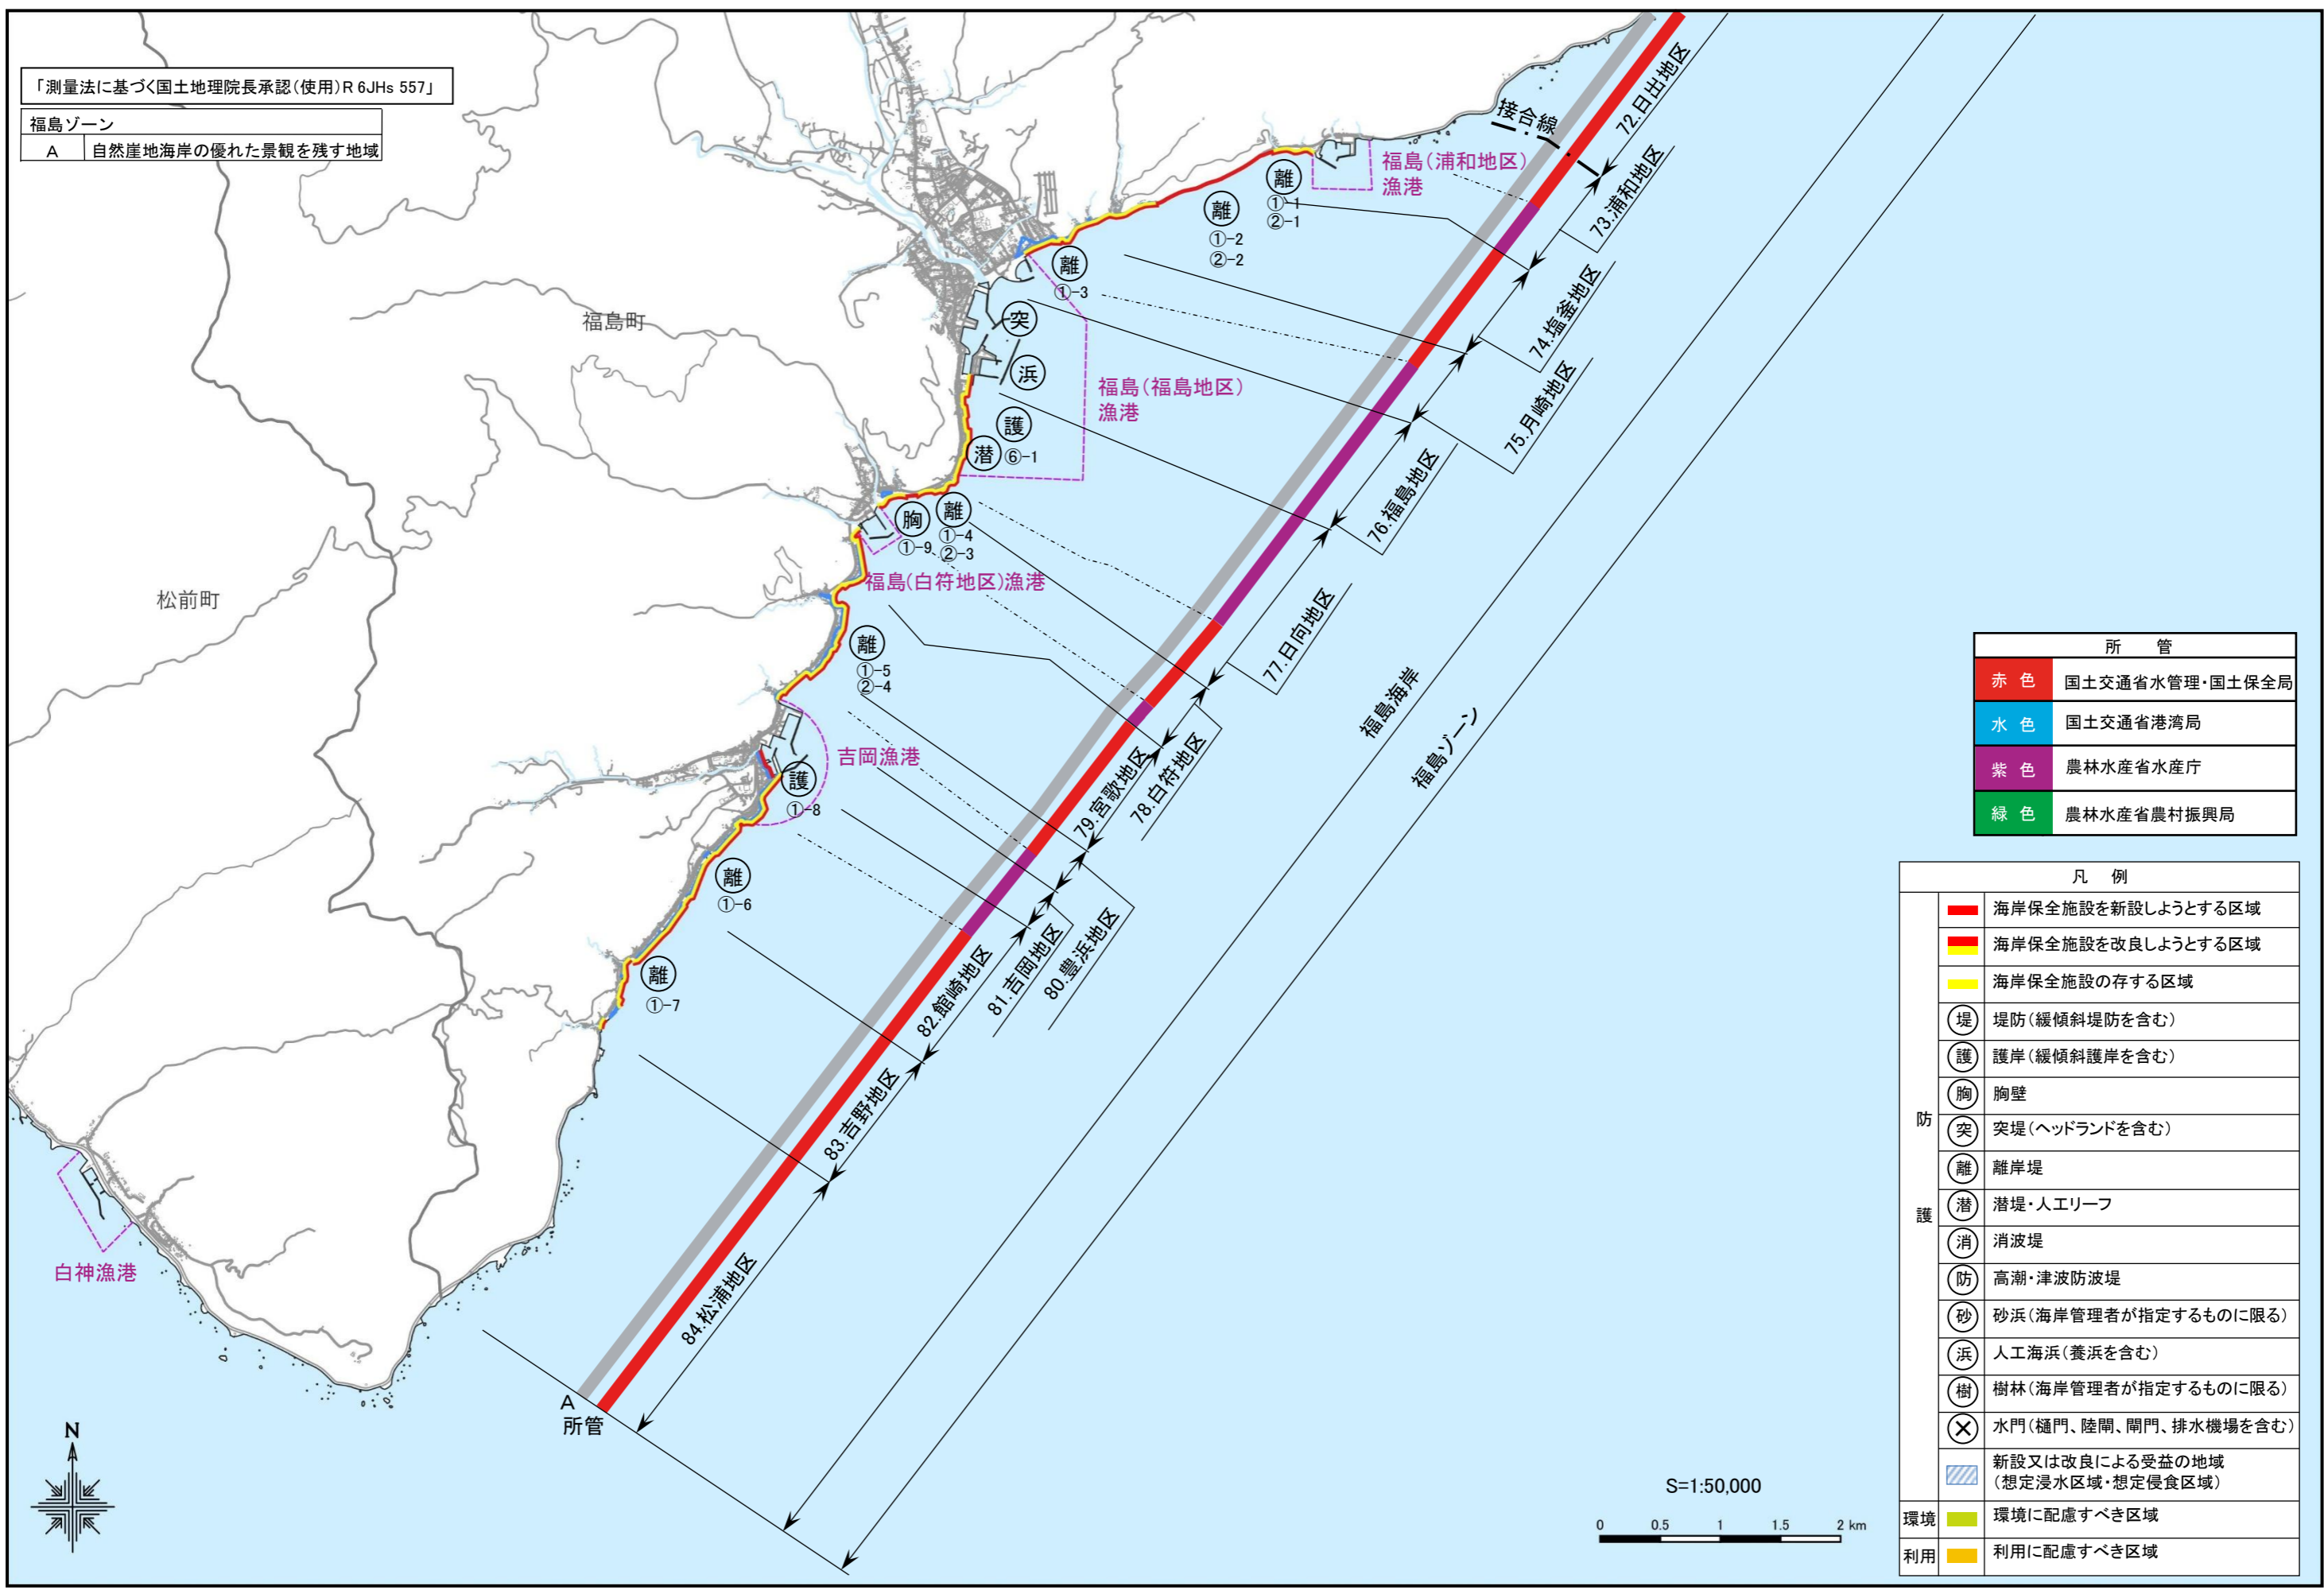 「測量法に基づく国土地理院長承認(使用)R 6JHs 557」
福島ゾーン
A 自然崖地海岸の優れた景観を残す地域
接合線
72.日出地区
73.浦和地区
74.塩釜地区
75.月崎地区
76.福島地区
77.日向地区
78.白符地区
79.宮歌地区
80.豊浜地区
81.吉岡地区
82.館崎地区
83.吉野地区
84.松浦地区
福島海岸
福島ゾーン
福島(浦和地区)
漁港
離
①-1
②-1
離
①-2
②-2
離
①-3
突
浜
福島(福島地区)
漁港
護
潜 ⑥-1
福島町
胸
①-9
離
①-4
②-3
福島(白符地区)漁港
松前町
離
①-5
②-4
吉岡漁港
護
①-8
離
①-6
離
①-7
白神漁港
A
所管
N
S=1:50,000
0 0.5 1 1.5 2 km
所 管
赤 色 国土交通省水管理・国土保全局
水 色 国土交通省港湾局
紫 色 農林水産省水産庁
緑 色 農林水産省農村振興局
凡 例
防 護
海岸保全施設を新設しようとする区域
海岸保全施設を改良しようとする区域
海岸保全施設の存する区域
堤 堤防(緩傾斜堤防を含む)
護 護岸(緩傾斜護岸を含む)
胸 胸壁
突 突堤(ヘッドランドを含む)
離 離岸堤
潜 潜堤・人工リーフ
消 消波堤
防 高潮・津波防波堤
砂 砂浜(海岸管理者が指定するものに限る)
浜 人工海浜(養浜を含む)
樹 樹林(海岸管理者が指定するものに限る)
水門(樋門、陸閘、閘門、排水機場を含む)
新設又は改良による受益の地域
(想定浸水区域・想定侵食区域)
環境 環境に配慮すべき区域
利用 利用に配慮すべき区域